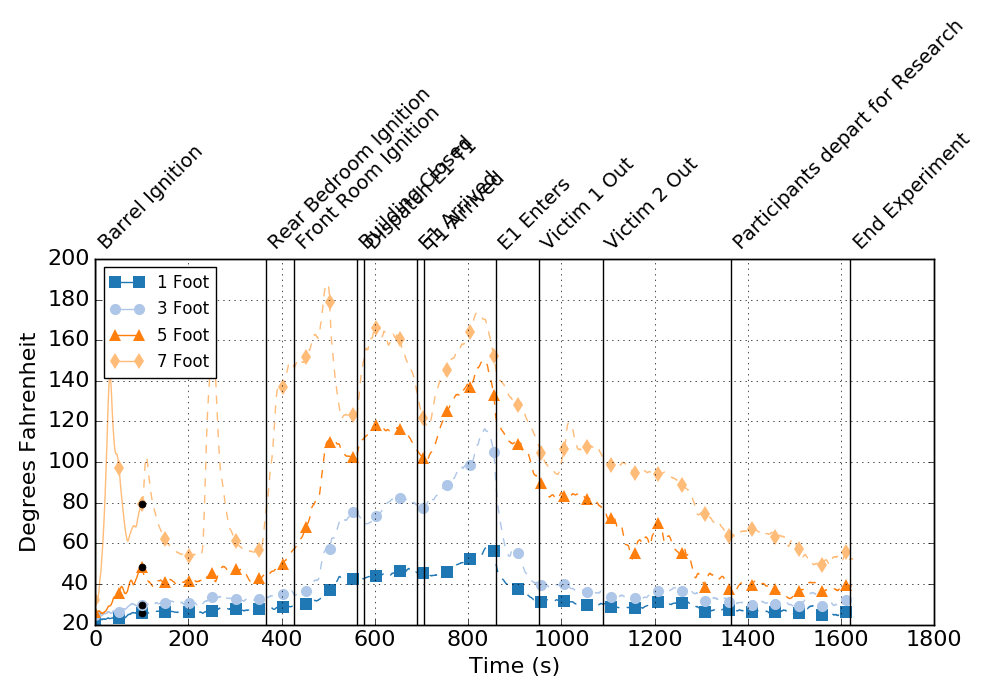 Barrel Ignition
Rear Bedroom Ignition
Front Room Ignition
Building Closed
Dispatch E1 T1
E1 Arrived
T1 Arrived
E1 Enters
Victim 1 Out
Victim 2 Out
Participants depart for Research
End Experiment
200
180
160
140
120
100
80
60
40
20
Degrees Fahrenheit
1 Foot
3 Foot
5 Foot
7 Foot
0 200 400 600 800 1000 1200 1400 1600 1800
Time (s)